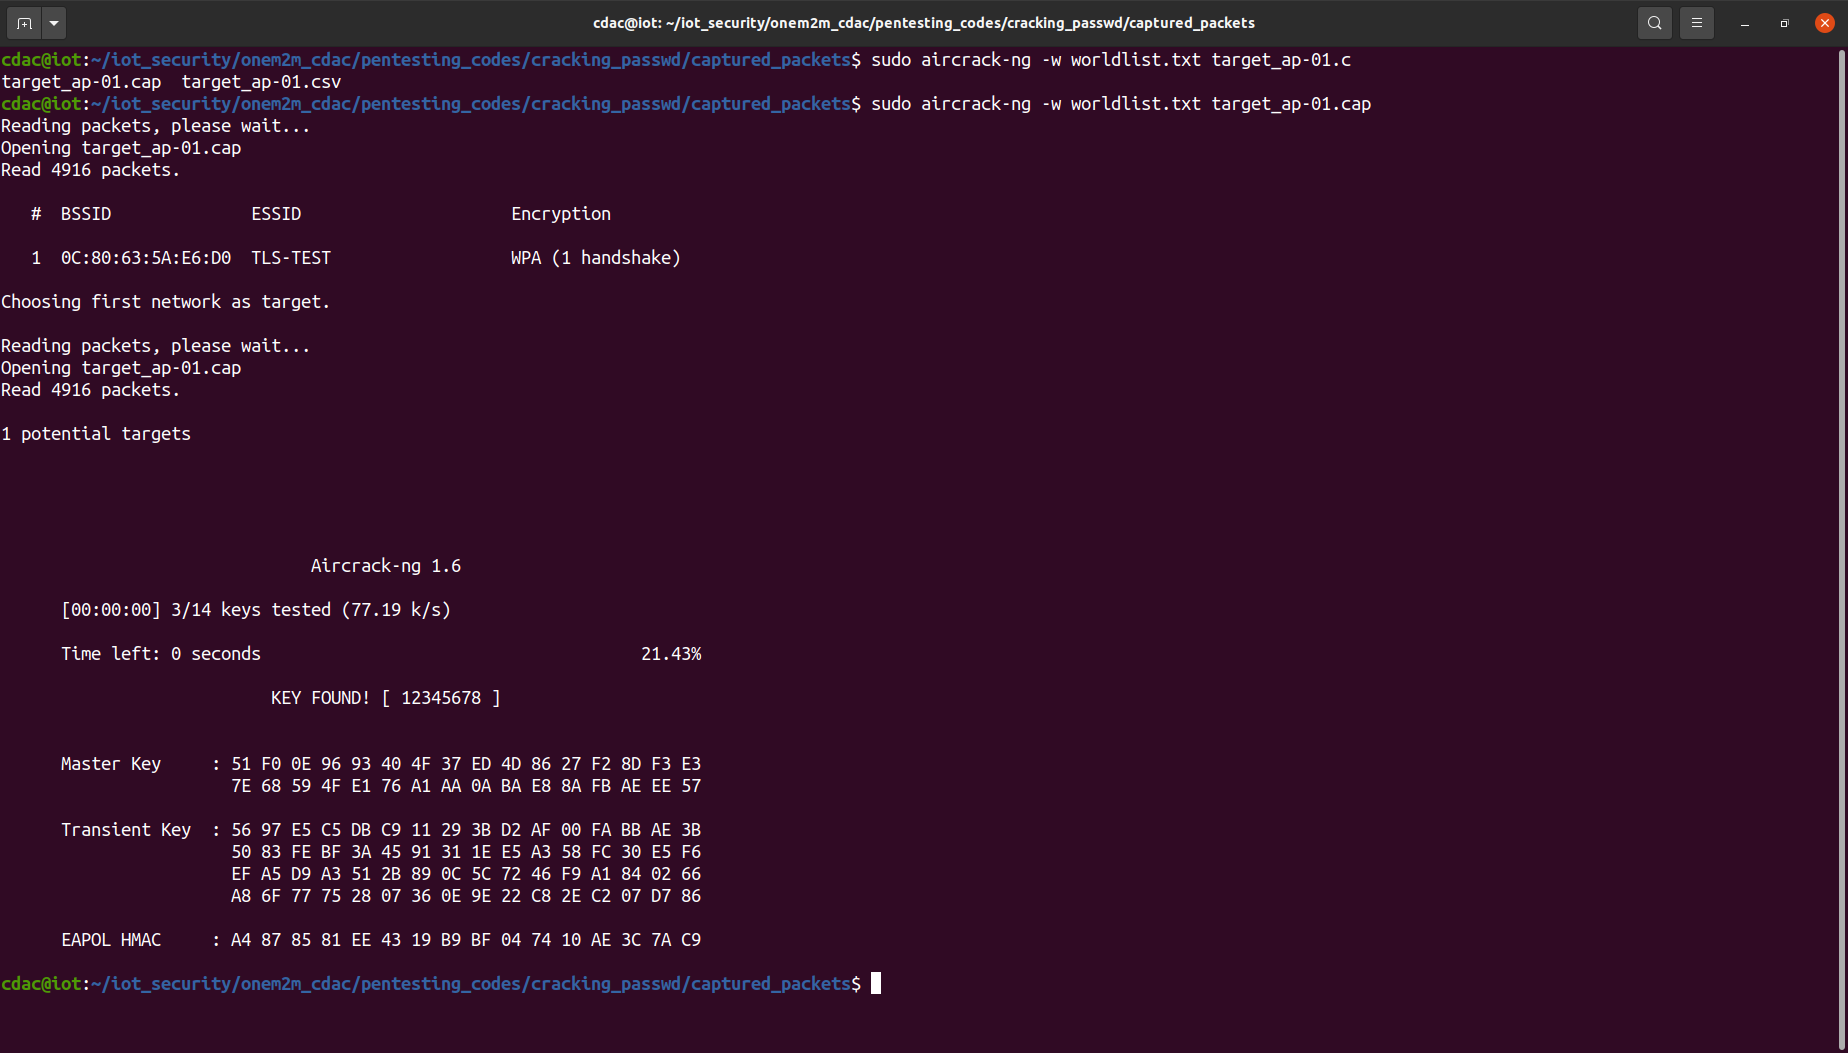 cdac@iot: ~/iot_security/onem2m_cdac/pentesting_codes/cracking_passwd/captured_packets
cdac@iot:~/iot_security/onem2m_cdac/pentesting_codes/cracking_passwd/captured_packets$ sudo aircrack-ng -w worldlist.txt target_ap-01.c
target_ap-01.cap  target_ap-01.csv
cdac@iot:~/iot_security/onem2m_cdac/pentesting_codes/cracking_passwd/captured_packets$ sudo aircrack-ng -w worldlist.txt target_ap-01.cap
Reading packets, please wait...
Opening target_ap-01.cap
Read 4916 packets.
#  BSSID              ESSID                     Encryption
1  0C:80:63:5A:E6:D0  TLS-TEST                  WPA (1 handshake)
Choosing first network as target.
Reading packets, please wait...
Opening target_ap-01.cap
Read 4916 packets.
1 potential targets
Aircrack-ng 1.6
[00:00:00] 3/14 keys tested (77.19 k/s)
Time left: 0 seconds                                      21.43%
KEY FOUND! [ 12345678 ]
Master Key     : 51 F0 0E 96 93 40 4F 37 ED 4D 86 27 F2 8D F3 E3
7E 68 59 4F E1 76 A1 AA 0A BA E8 8A FB AE EE 57
Transient Key  : 56 97 E5 C5 DB C9 11 29 3B D2 AF 00 FA BB AE 3B
50 83 FE BF 3A 45 91 31 1E E5 A3 58 FC 30 E5 F6
EF A5 D9 A3 51 2B 89 0C 5C 72 46 F9 A1 84 02 66
A8 6F 77 75 28 07 36 0E 9E 22 C8 2E C2 07 D7 86
EAPOL HMAC     : A4 87 85 81 EE 43 19 B9 BF 04 74 10 AE 3C 7A C9
cdac@iot:~/iot_security/onem2m_cdac/pentesting_codes/cracking_passwd/captured_packets$